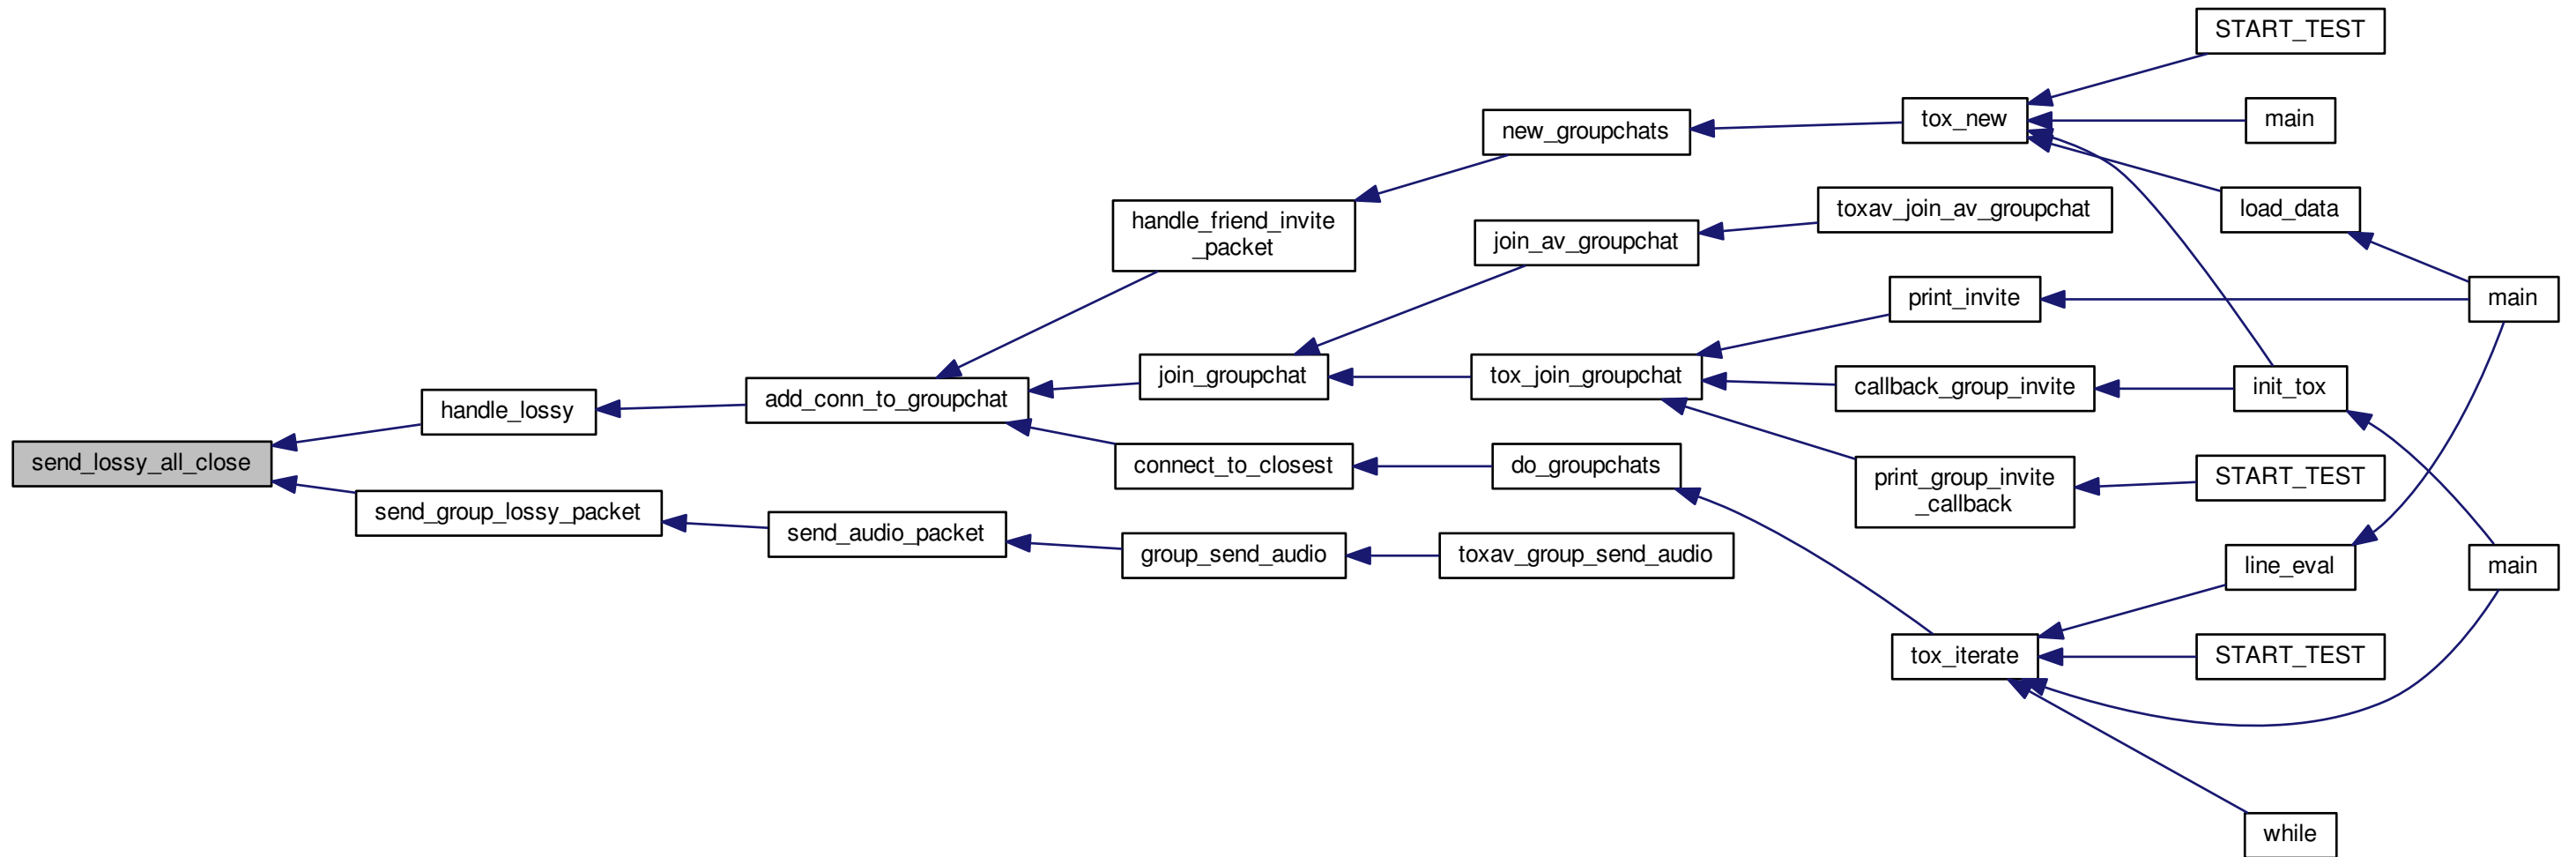 START_TEST
main
new_groupchats
tox_new
load_data
handle_friend_invite
_packet
join_av_groupchat
toxav_join_av_groupchat
print_invite
main
join_groupchat
tox_join_groupchat
callback_group_invite
init_tox
send_lossy_all_close
handle_lossy
add_conn_to_groupchat
connect_to_closest
do_groupchats
print_group_invite
_callback
START_TEST
send_group_lossy_packet
send_audio_packet
group_send_audio
toxav_group_send_audio
line_eval
main
tox_iterate
START_TEST
while